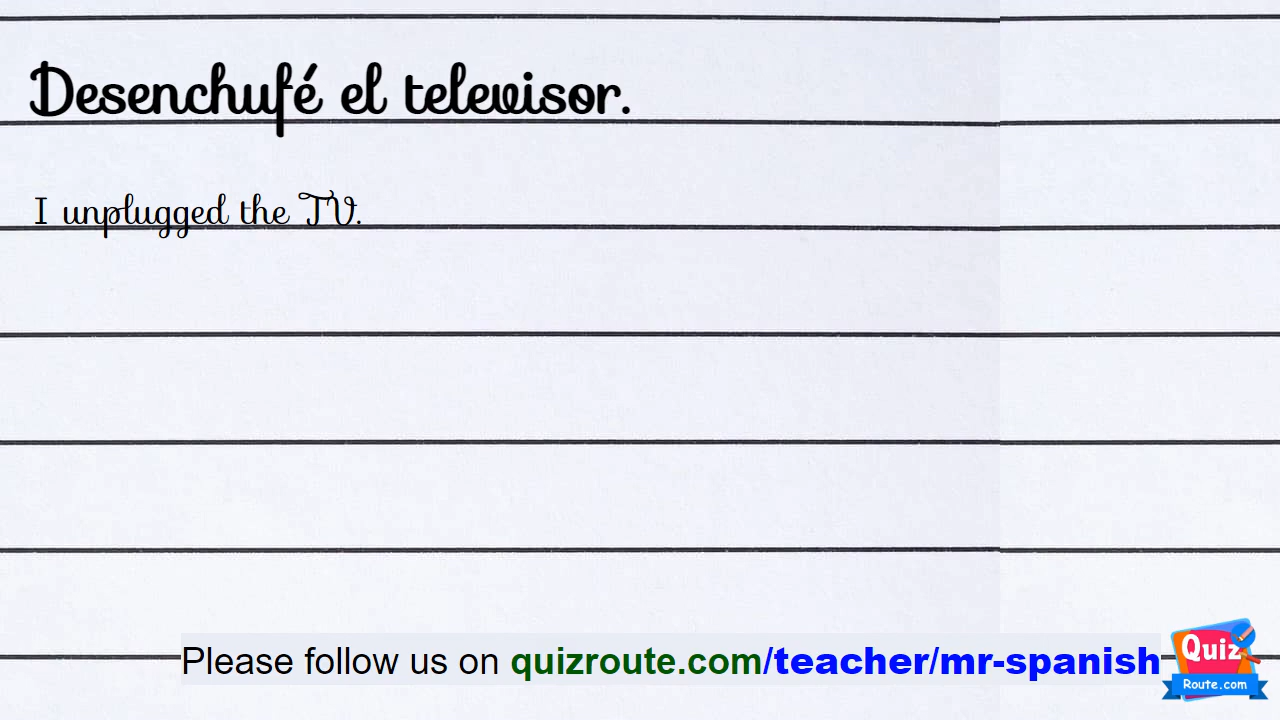 Desenchufé el televisor.
I unplugged the TV.
Please follow us on quizroute.com/teacher/mr-spanish
Quiz
Route.com